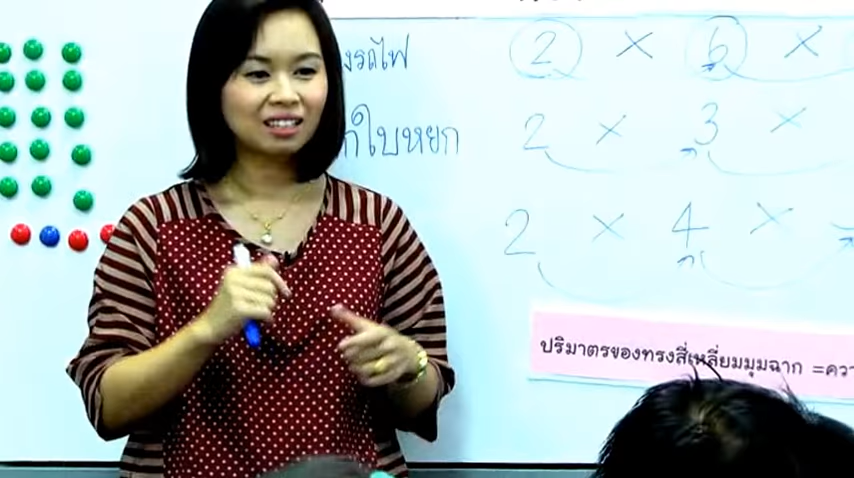 งรถไฟ 2 × 6 ×
ใบหยก 2 × 3 ×
2 × 4 ×
ปริมาตรของทรงสี่เหลี่ยมมุมฉาก =ควา